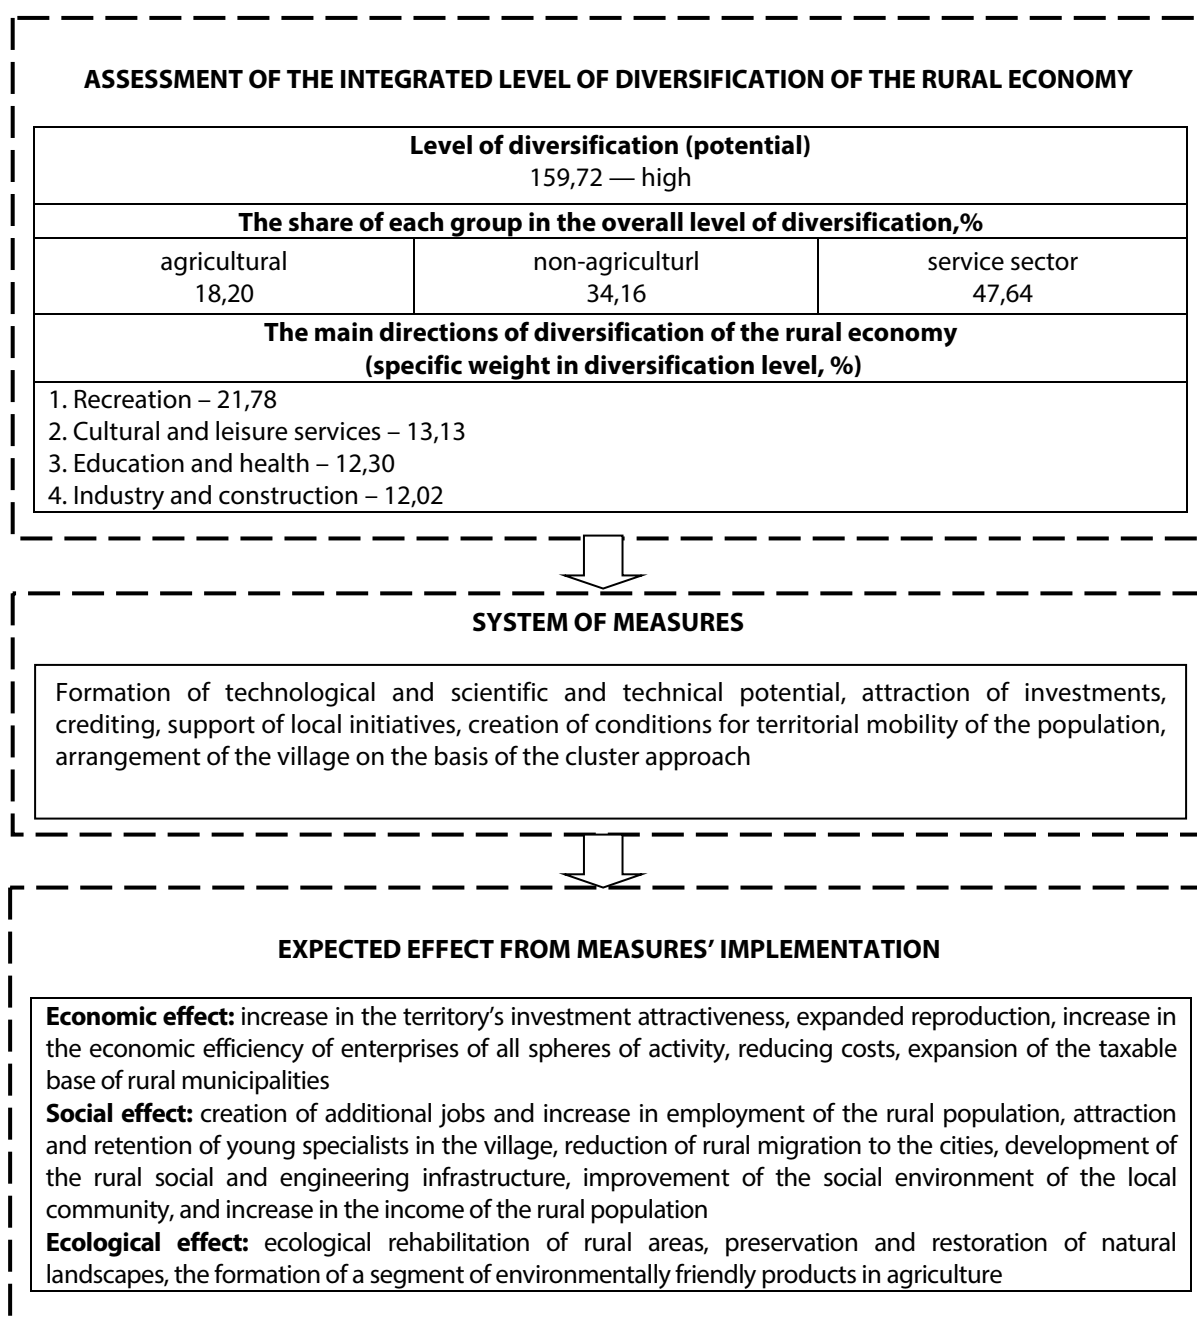 ASSESSMENT OF THE INTEGRATED LEVEL OF DIVERSIFICATION OF THE RURAL ECONOMY
Level of diversification (potential)
159,72 — high
The share of each group in the overall level of diversification,%
agricultural
18,20
non-agriculturl
34,16
service sector
47,64
The main directions of diversification of the rural economy
(specific weight in diversification level, %)
1. Recreation – 21,78
2. Cultural and leisure services – 13,13
3. Education and health – 12,30
4. Industry and construction – 12,02
SYSTEM OF MEASURES
Formation of technological and scientific and technical potential, attraction of investments,
crediting, support of local initiatives, creation of conditions for territorial mobility of the population,
arrangement of the village on the basis of the cluster approach
EXPECTED EFFECT FROM MEASURES’ IMPLEMENTATION
Economic effect: increase in the territory’s investment attractiveness, expanded reproduction, increase in
the economic efficiency of enterprises of all spheres of activity, reducing costs, expansion of the taxable
base of rural municipalities
Social effect: creation of additional jobs and increase in employment of the rural population, attraction
and retention of young specialists in the village, reduction of rural migration to the cities, development of
the rural social and engineering infrastructure, improvement of the social environment of the local
community, and increase in the income of the rural population
Ecological effect: ecological rehabilitation of rural areas, preservation and restoration of natural
landscapes, the formation of a segment of environmentally friendly products in agriculture